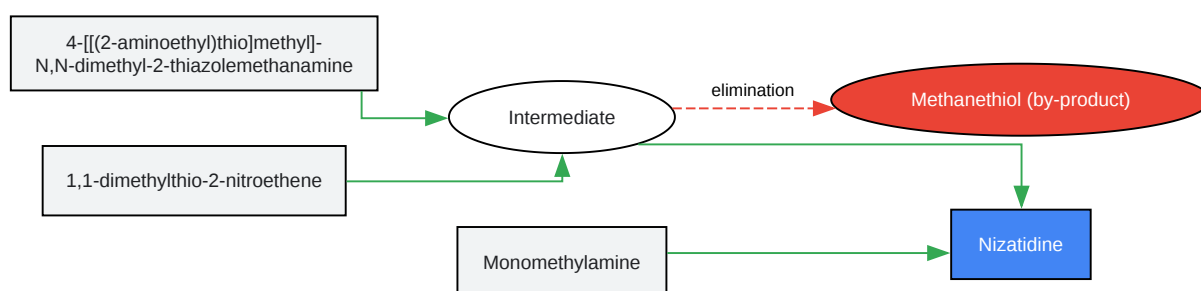 4-[[(2-aminoethyl)thio]methyl]-
N,N-dimethyl-2-thiazolemethanamine
elimination
Methanethiol (by-product)
Intermediate
1,1-dimethylthio-2-nitroethene
Monomethylamine
Nizatidine